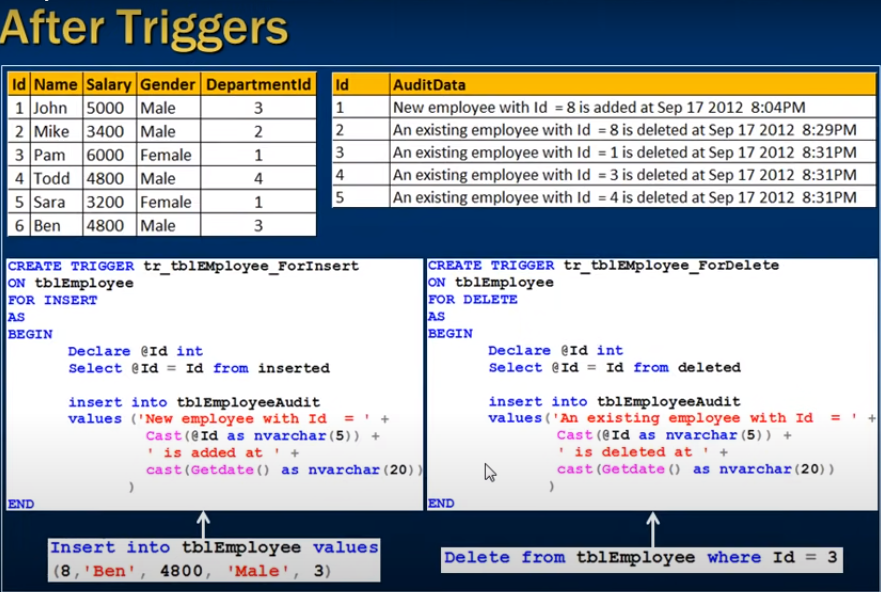 After Triggers
Id Name Salary Gender DepartmentId
1 John 5000 Male 3
2 Mike 3400 Male 2
3 Pam 6000 Female 1
4 Todd 4800 Male 4
5 Sara 3200 Female 1
6 Ben 4800 Male 3
Id AuditData
1 New employee with Id = 8 is added at Sep 17 2012 8:04PM
2 An existing employee with Id = 8 is deleted at Sep 17 2012 8:29PM
3 An existing employee with Id = 1 is deleted at Sep 17 2012 8:31PM
4 An existing employee with Id = 3 is deleted at Sep 17 2012 8:31PM
5 An existing employee with Id = 4 is deleted at Sep 17 2012 8:31PM
CREATE TRIGGER tr_tblEMployee_ForInsert
ON tblEmployee
FOR INSERT
AS
BEGIN
Declare @Id int
Select @Id = Id from inserted
insert into tblEmployeeAudit
values ('New employee with Id = ' +
Cast(@Id as nvarchar(5)) +
' is added at ' +
cast(Getdate() as nvarchar(20))
)
END
Insert into tblEmployee values
(8,'Ben', 4800, 'Male', 3)
CREATE TRIGGER tr_tblEMployee_ForDelete
ON tblEmployee
FOR DELETE
AS
BEGIN
Declare @Id int
Select @Id = Id from deleted
insert into tblEmployeeAudit
values('An existing employee with Id = ' +
Cast(@Id as nvarchar(5)) +
' is deleted at ' +
cast(Getdate() as nvarchar(20))
)
END
Delete from tblEmployee where Id = 3